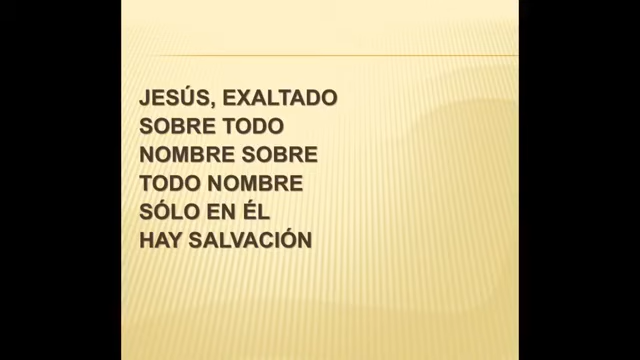 JESÚS, EXALTADO
SOBRE TODO
NOMBRE SOBRE
TODO NOMBRE
SÓLO EN ÉL
HAY SALVACIÓN